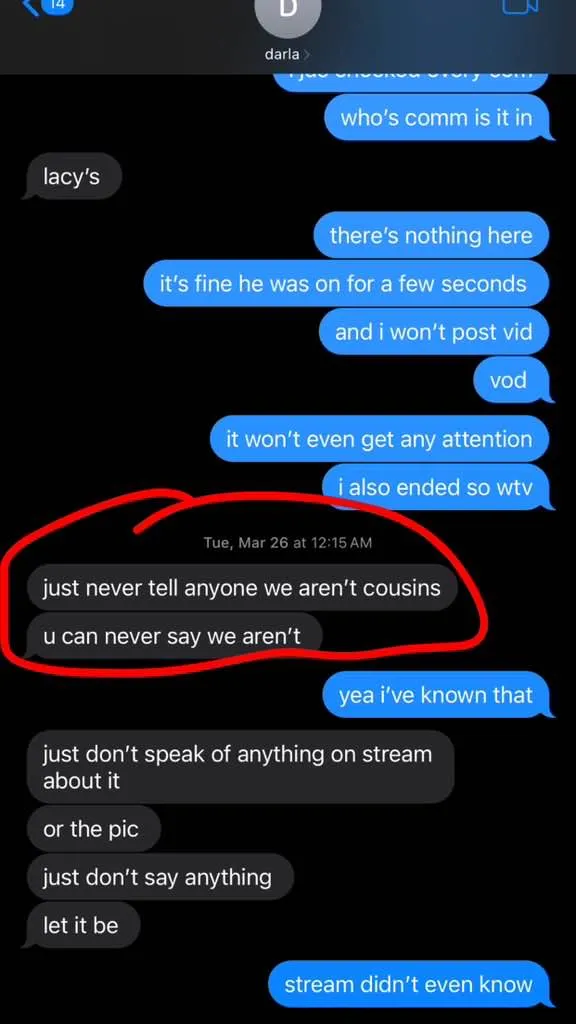 14
D
darla
who's comm is it in
lacy's
there's nothing here
it's fine he was on for a few seconds
and i won't post vid
vod
it won't even get any attention
i also ended so wtv
Tue, Mar 26 at 12:15 AM
just never tell anyone we aren't cousins
u can never say we aren't
yea i've known that
just don't speak of anything on stream
about it
or the pic
just don't say anything
let it be
stream didn't even know